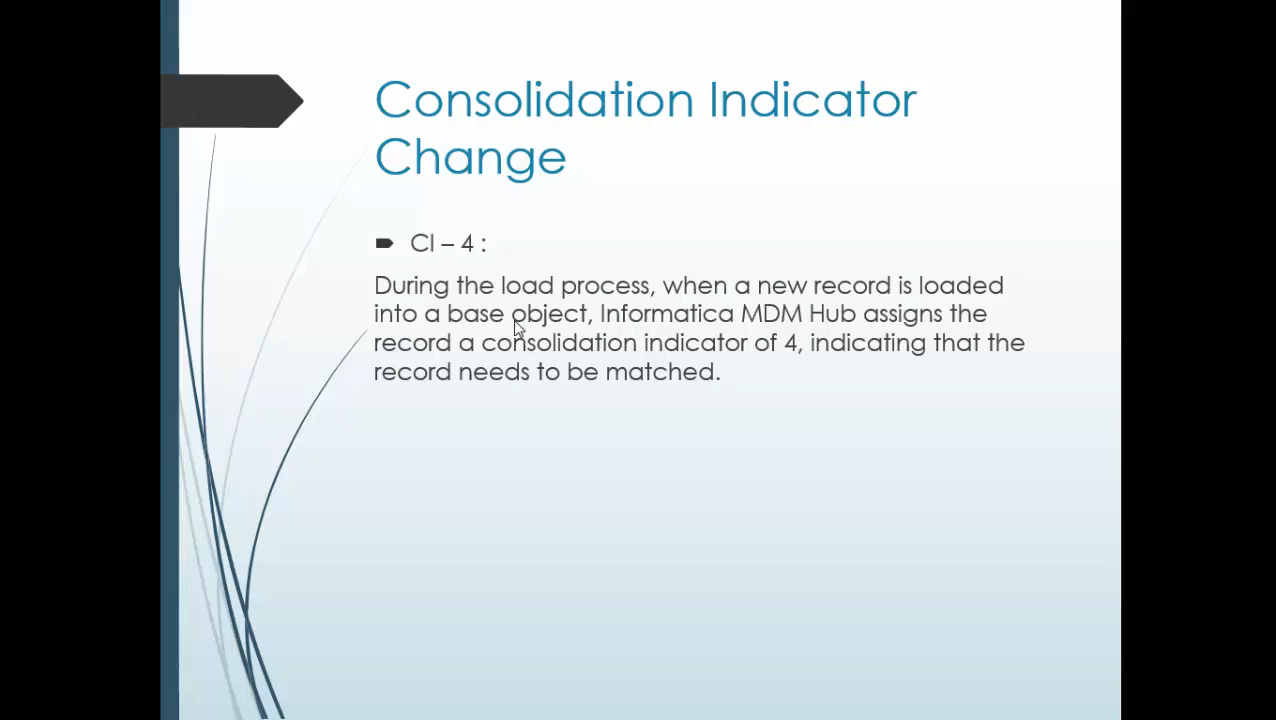 Consolidation Indicator
Change
CI – 4 :
During the load process, when a new record is loaded
into a base object, Informatica MDM Hub assigns the
record a consolidation indicator of 4, indicating that the
record needs to be matched.